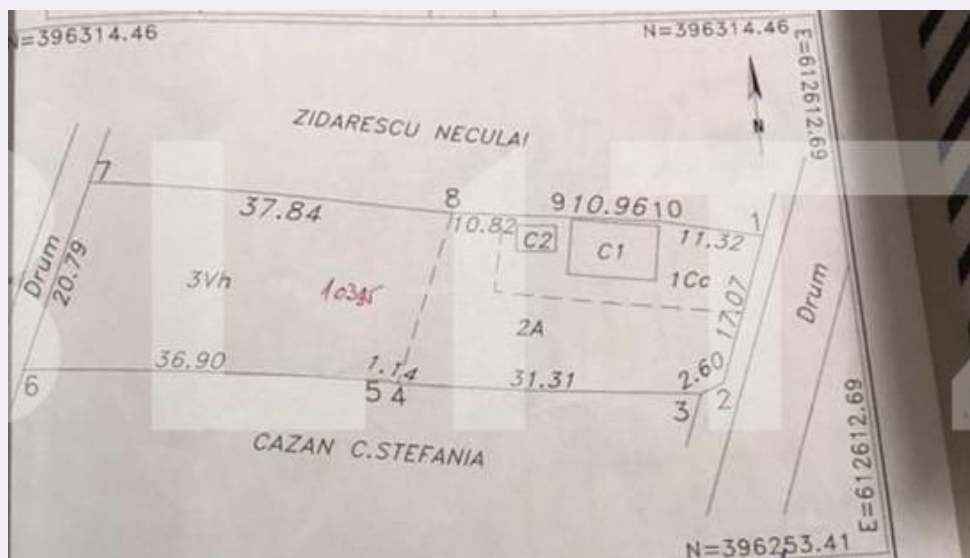 N=396314.46
N=396314.46
E=612612.69
ZIDARESCU NECULAI
N
7
37.84
8
10.82
9
10.96
10
1
11.32
C2
C1
1Cc
Drum
20.79
3Vh
2A
17.07
Drum
6
36.90
1.14
5
4
31.31
2.60
3
2
CAZAN C.STEFANIA
E=612612.69
N=396253.41
BLITZ